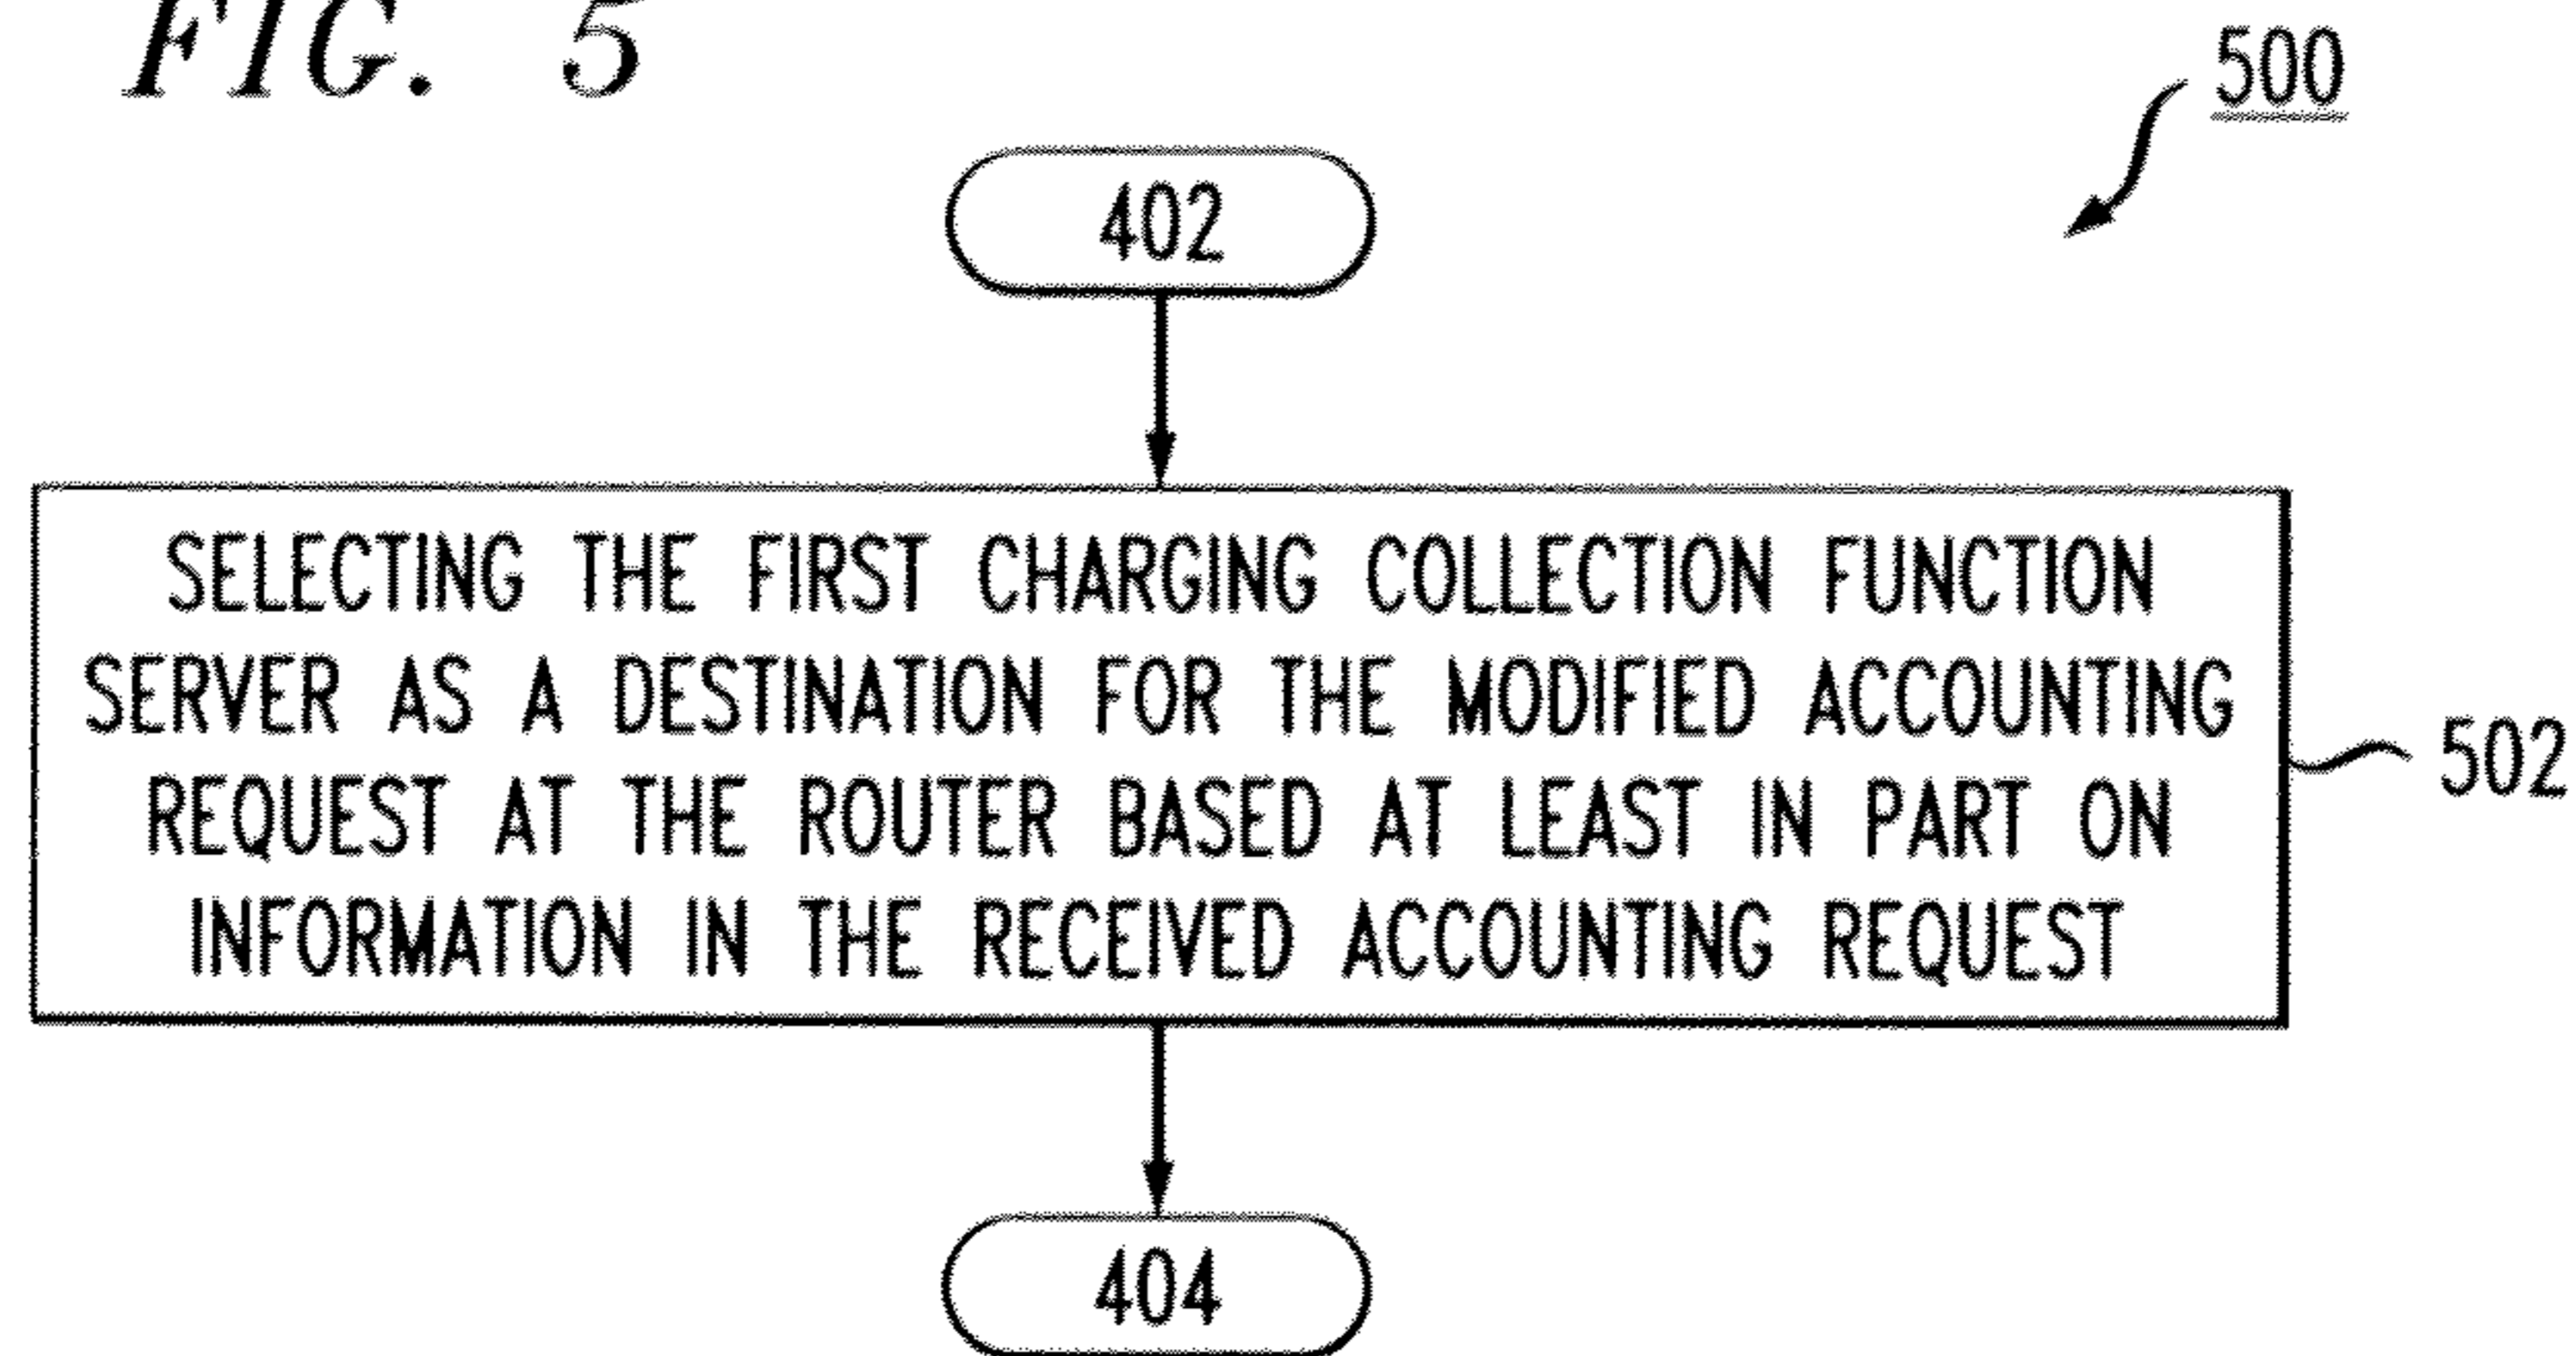 FIG. 5
500
402
SELECTING THE FIRST CHARGING COLLECTION FUNCTION
SERVER AS A DESTINATION FOR THE MODIFIED ACCOUNTING
REQUEST AT THE ROUTER BASED AT LEAST IN PART ON
INFORMATION IN THE RECEIVED ACCOUNTING REQUEST
502
404